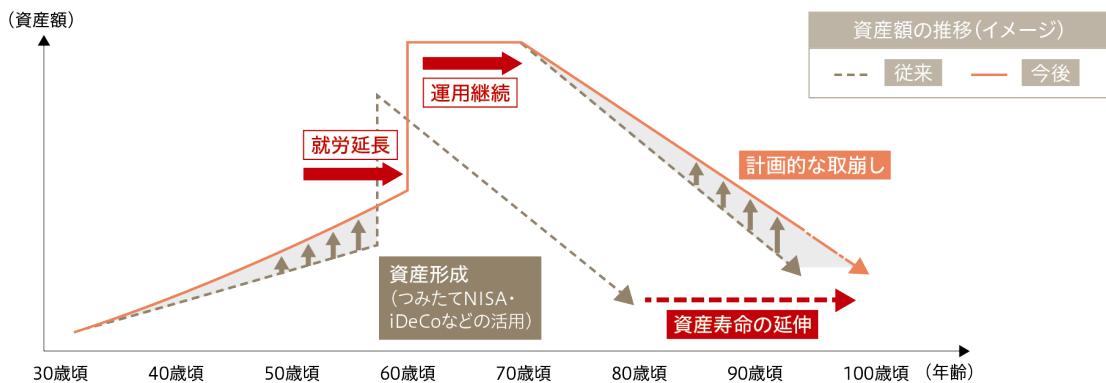 （資産額）
資産額の推移（イメージ）
従来
今後
運用継続
就労延長
計画的な取崩し
資産形成
（つみたてNISA・
iDeCoなどの活用）
資産寿命の延伸
30歳頃
40歳頃
50歳頃
60歳頃
70歳頃
80歳頃
90歳頃
100歳頃
（年齢）